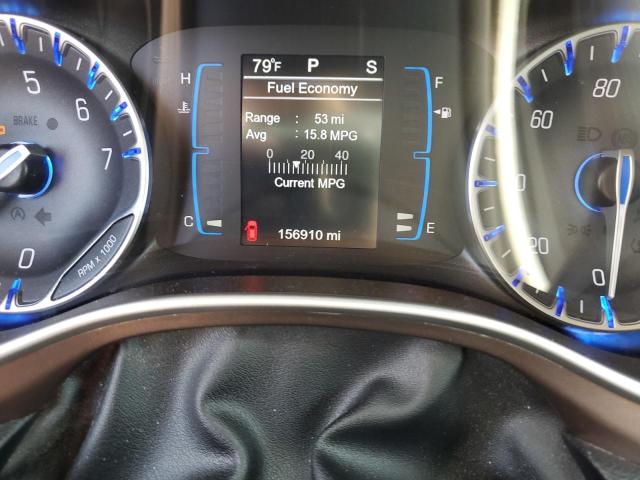 79°F P S
Fuel Economy
Range : 53 mi
Avg : 15.8 MPG
0 20 40
Current MPG
156910 mi
H
C
F
E
5
6
7
0
BRAKE
RPM x 1000
80
60
20
0